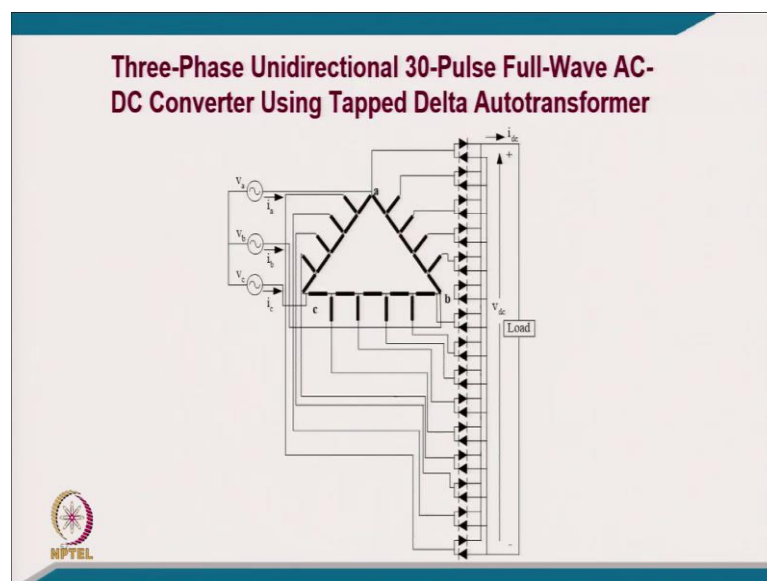 Three-Phase Unidirectional 30-Pulse Full-Wave AC-
DC Converter Using Tapped Delta Autotransformer
i_dc
+
v_a
a
i_a
v_b
i_b
v_c
i_c
c
b
v_dc
Load
-
NPTEL